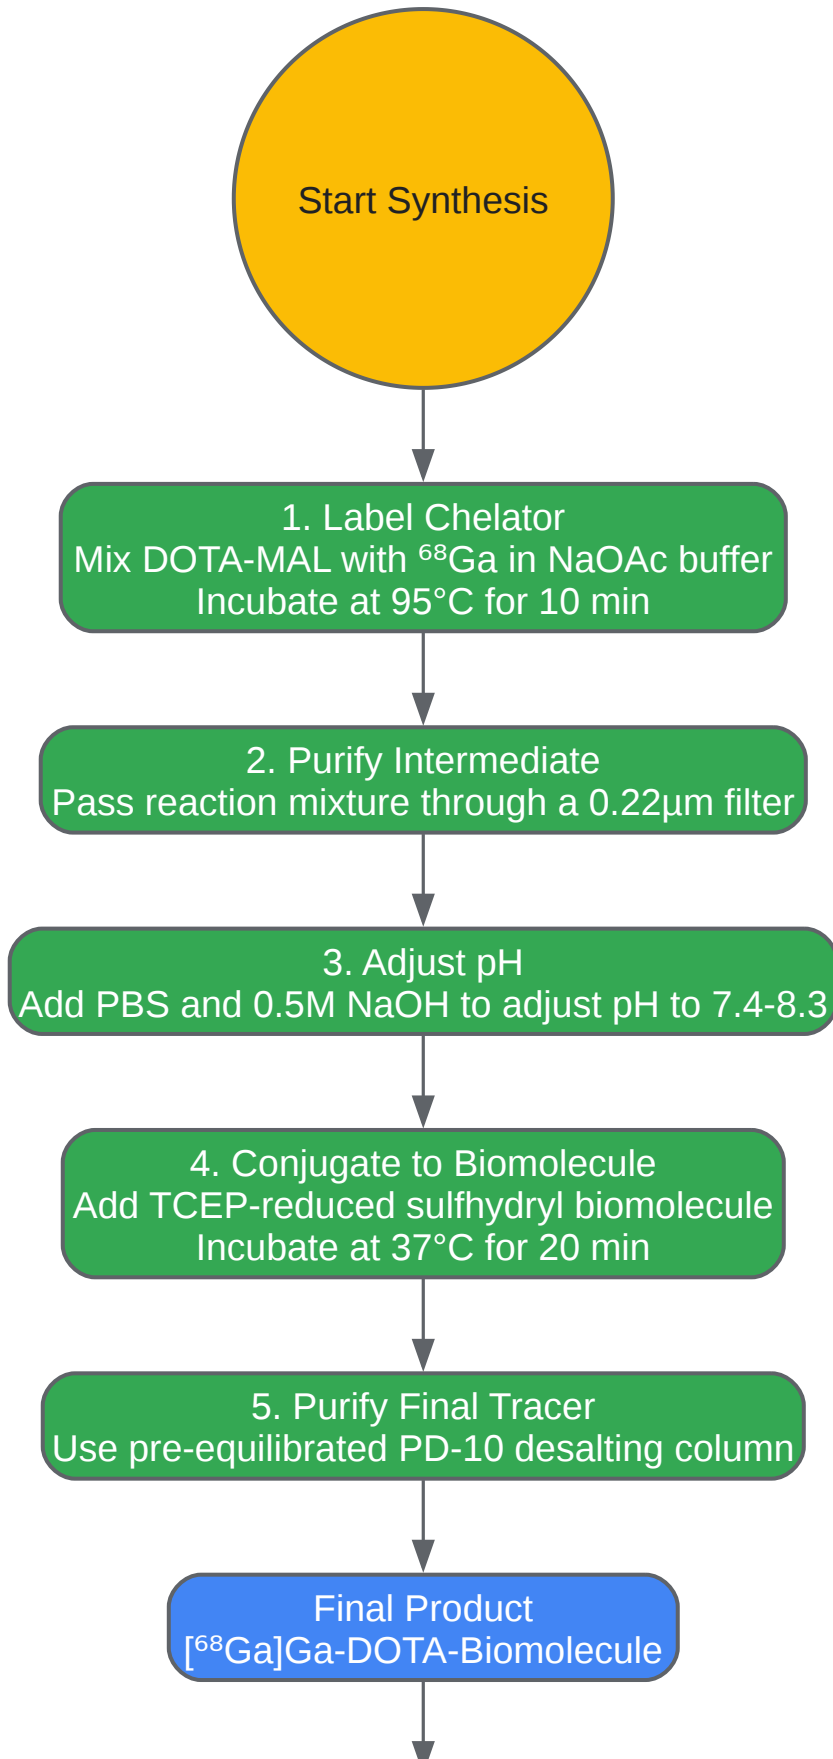 Start Synthesis
1. Label Chelator
Mix DOTA-MAL with ⁶⁸Ga in NaOAc buffer
Incubate at 95°C for 10 min
2. Purify Intermediate
Pass reaction mixture through a 0.22µm filter
3. Adjust pH
Add PBS and 0.5M NaOH to adjust pH to 7.4-8.3
4. Conjugate to Biomolecule
Add TCEP-reduced sulfhydryl biomolecule
Incubate at 37°C for 20 min
5. Purify Final Tracer
Use pre-equilibrated PD-10 desalting column
Final Product
[⁶⁸Ga]Ga-DOTA-Biomolecule